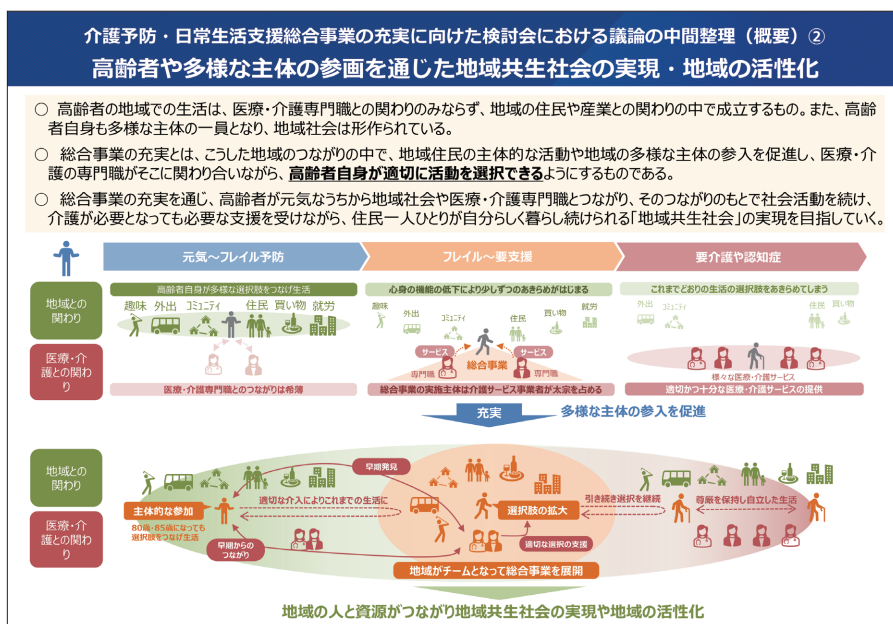 介護予防・日常生活支援総合事業の充実に向けた検討会における議論の中間整理（概要）②
高齢者や多様な主体の参画を通じた地域共生社会の実現・地域の活性化
○ 高齢者の地域での生活は、医療・介護専門職との関わりのみならず、地域の住民や産業との関わりの中で成立するもの。また、高齢
者自身も多様な主体の一員となり、地域社会は形作られている。
○ 総合事業の充実とは、こうした地域のつながりの中で、地域住民の主体的な活動や地域の多様な主体の参入を促進し、医療・介
護の専門職がそこに関わり合いながら、高齢者自身が適切に活動を選択できるようにするものである。
○ 総合事業の充実を通じ、高齢者が元気なうちから地域社会や医療・介護専門職とつながり、そのつながりのもとで社会活動を続け、
介護が必要となっても必要な支援を受けながら、住民一人ひとりが自分らしく暮らし続けられる「地域共生社会」の実現を目指していく。
元気～フレイル予防
フレイル～要支援
要介護や認知症
地域との
関わり
高齢者自身が多様な選択肢をつなげ生活
趣味 外出 コミュニティ 住民 買い物 就労
心身の機能の低下により少しずつのあきらめがはじまる
趣味 外出 コミュニティ 住民 買い物 就労
これまでどおりの生活の選択肢をあきらめてしまう
外出 コミュニティ 住民 買い物
医療・介
護との関わ
り
医療・介護専門職とのつながりは希薄
サービス サービス
総合事業
専門職 専門職
総合事業の実施主体は介護サービス事業者が太宗を占める
様々な医療・介護サービス
適切かつ十分な医療・介護サービスの提供
充実
多様な主体の参入を促進
地域との
関わり
医療・介
護との関わ
り
早期発見
主体的な参加
80歳・85歳になっても
選択肢をつなげ生活
適切な介入によりこれまでの生活に
早期からの
つながり
選択肢の拡大
適切な選択の支援
引き続き選択を継続
尊厳を保持し自立した生活
地域がチームとなって総合事業を展開
地域の人と資源がつながり地域共生社会の実現や地域の活性化